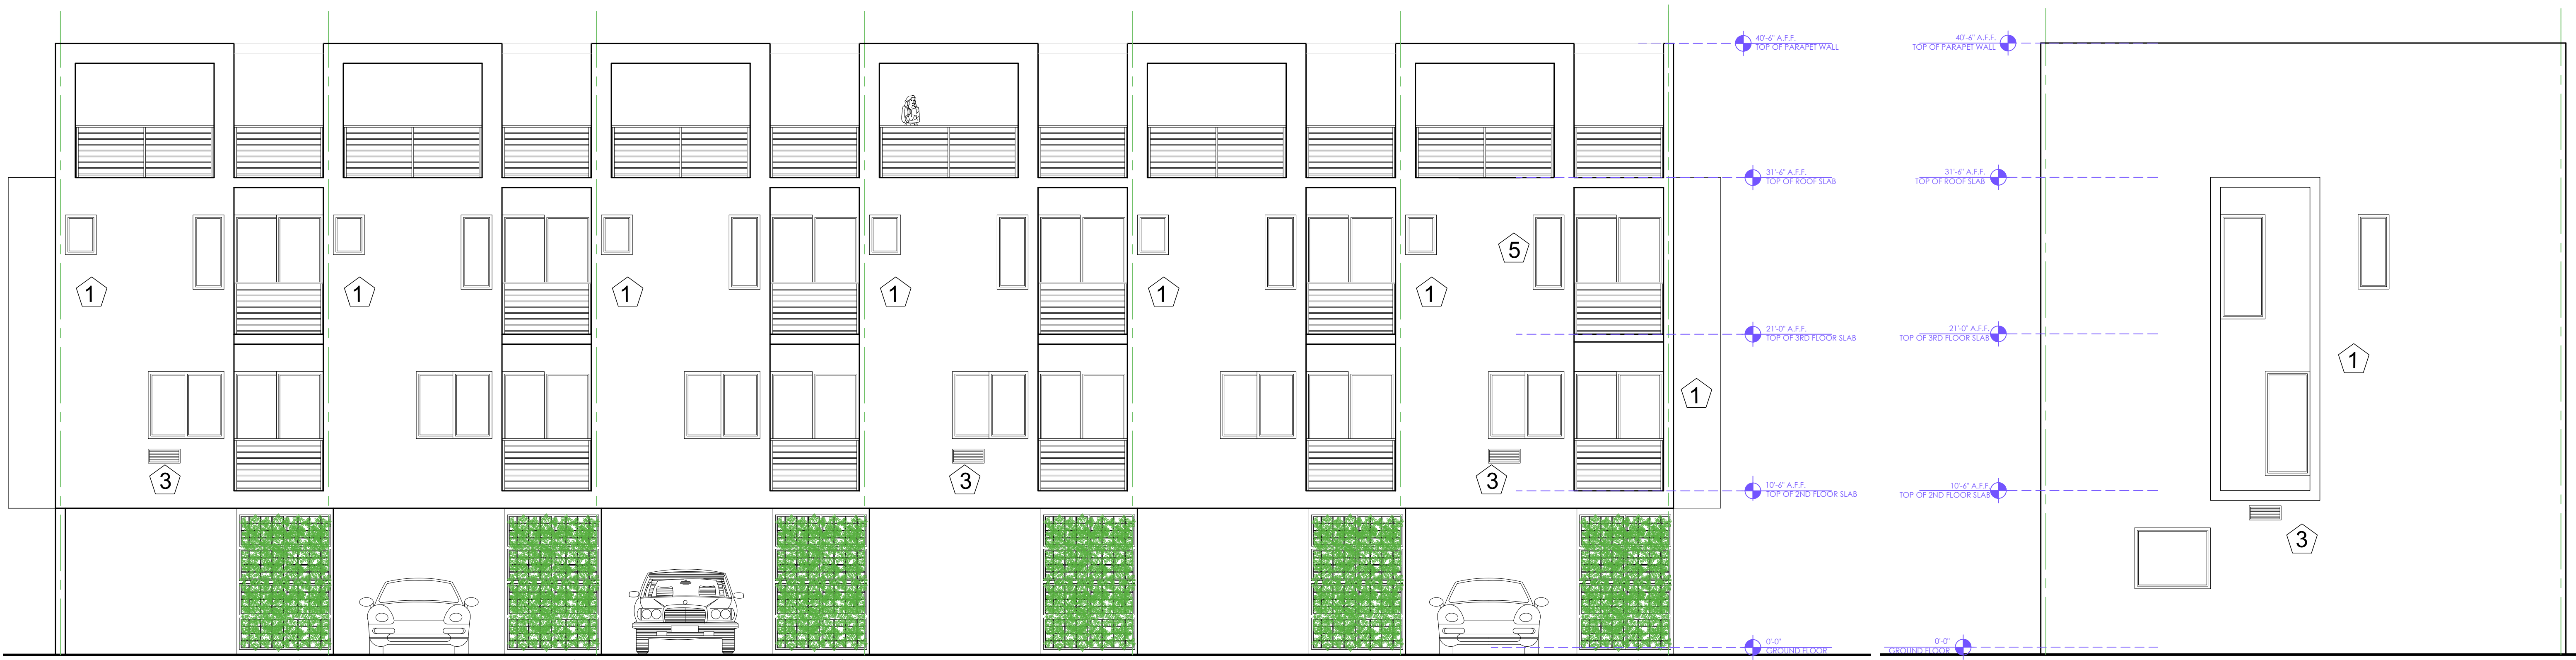 40'-6" A.F.F.
TOP OF PARAPET WALL
40'-6" A.F.F.
TOP OF PARAPET WALL
31'-6" A.F.F.
TOP OF ROOF SLAB
31'-6" A.F.F.
TOP OF ROOF SLAB
5
1
1
1
1
1
1
21'-0" A.F.F.
TOP OF 3RD FLOOR SLAB
21'-0" A.F.F.
TOP OF 3RD FLOOR SLAB
1
1
3
3
3
10'-6" A.F.F.
TOP OF 2ND FLOOR SLAB
10'-6" A.F.F.
TOP OF 2ND FLOOR SLAB
3
0'-0"
GROUND FLOOR
0'-0"
GROUND FLOOR